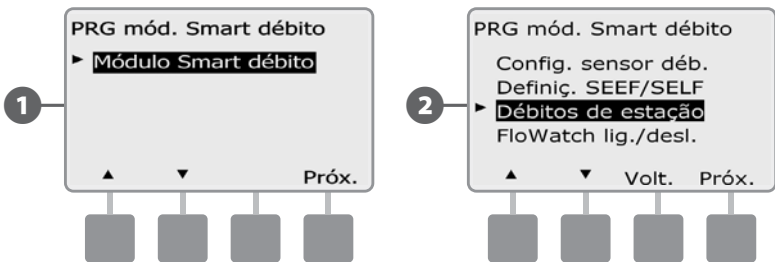 1
PRG mód. Smart débito
► Módulo Smart débito
▲ ▼ Próx.
2
PRG mód. Smart débito
Config. sensor déb.
Definiç. SEEF/SELF
► Débitos de estação
FloWatch lig./desl.
▲ ▼ Volt. Próx.